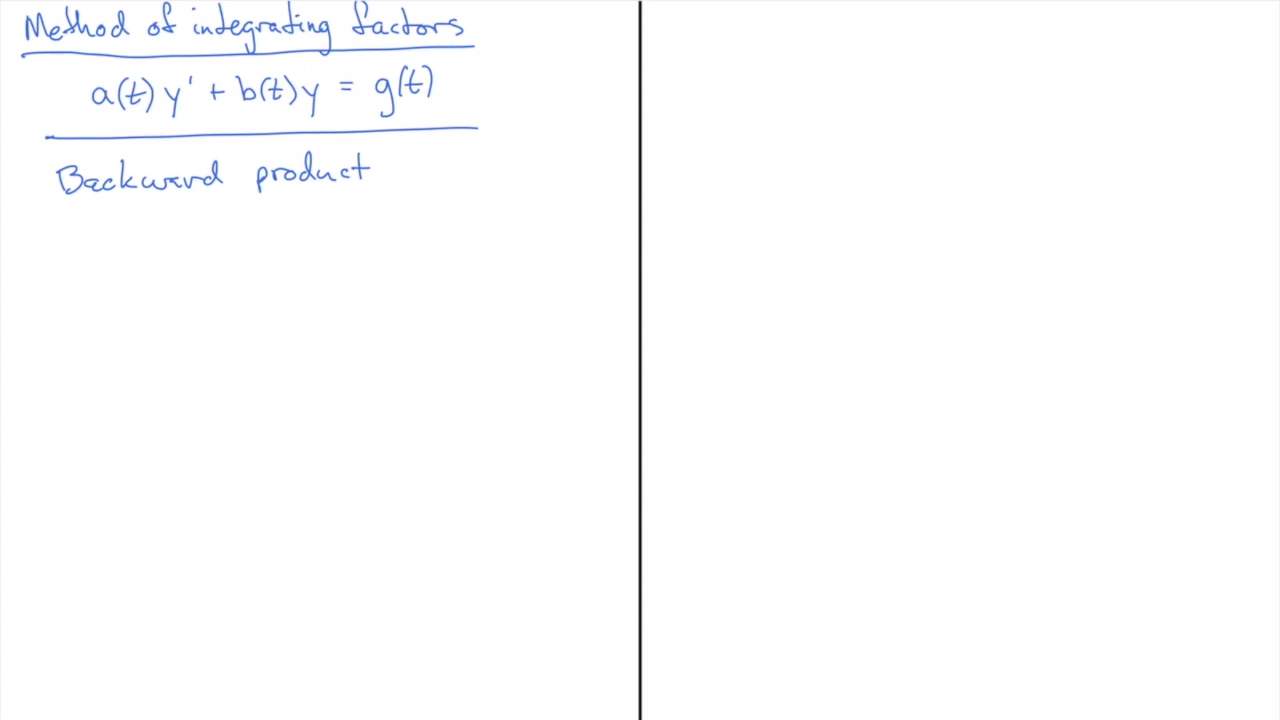 Method of integrating factors
a(t) y' + b(t) y = g(t)
Backward product